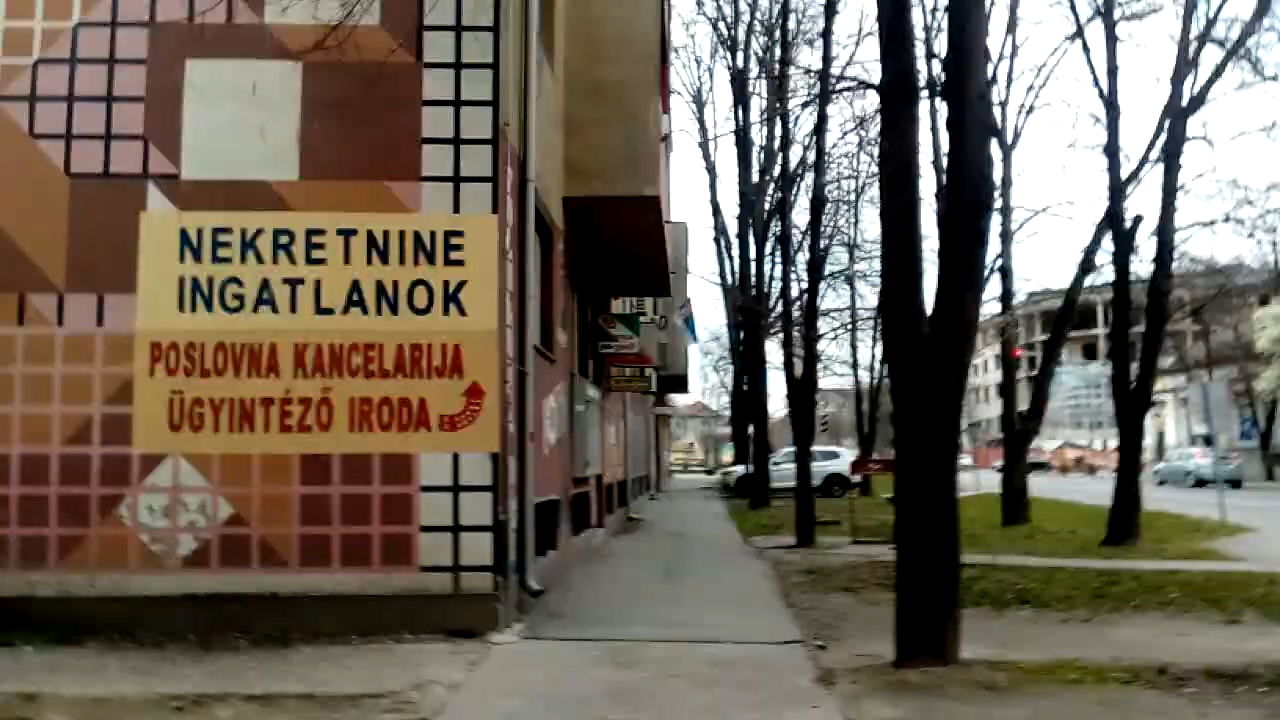 NEKRETNINE
INGATLANOK
POSLOVNA KANCELARIJA
ÜGYINTÉZŐ IRODA